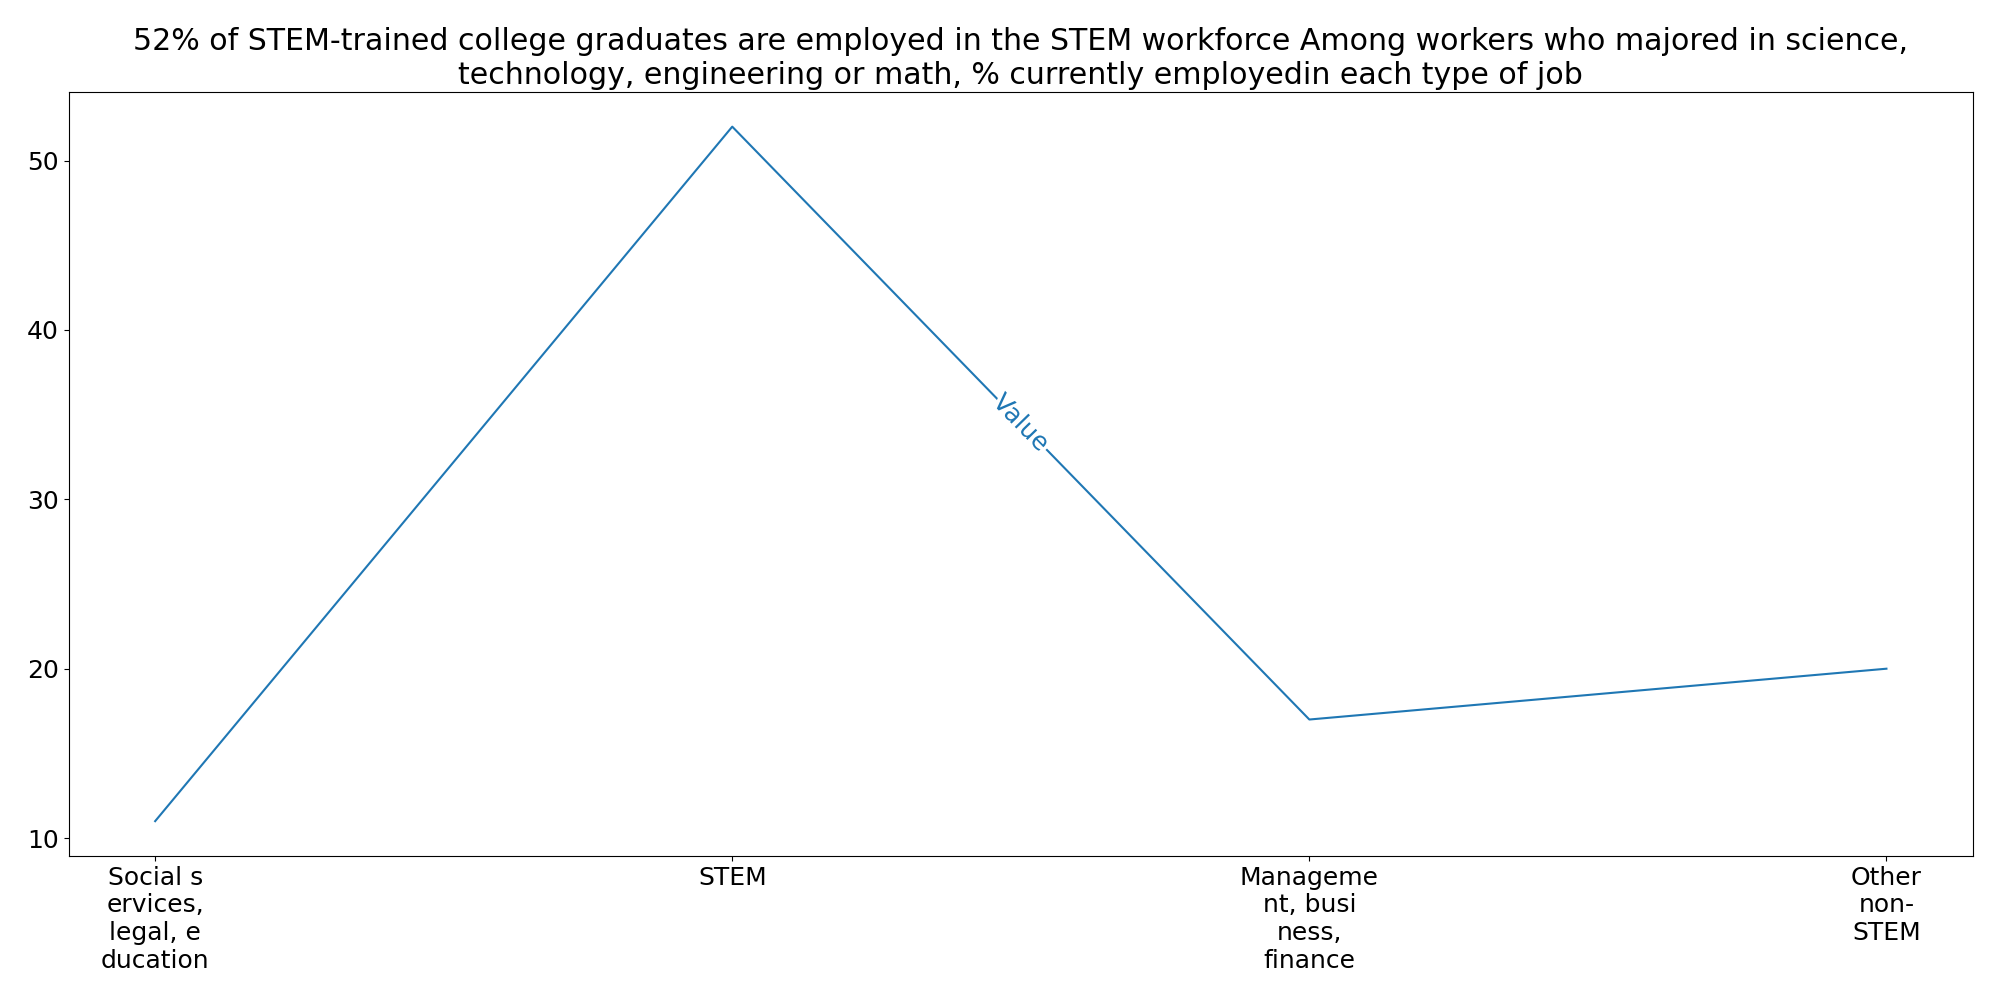 52% of STEM-trained college graduates are employed in the STEM workforce Among workers who majored in science,
technology, engineering or math, % currently employedin each type of job
50
40
30
20
10
Value
Social s
ervices,
legal, e
ducation
STEM
Manageme
nt, busi
ness,
finance
Other
non-
STEM